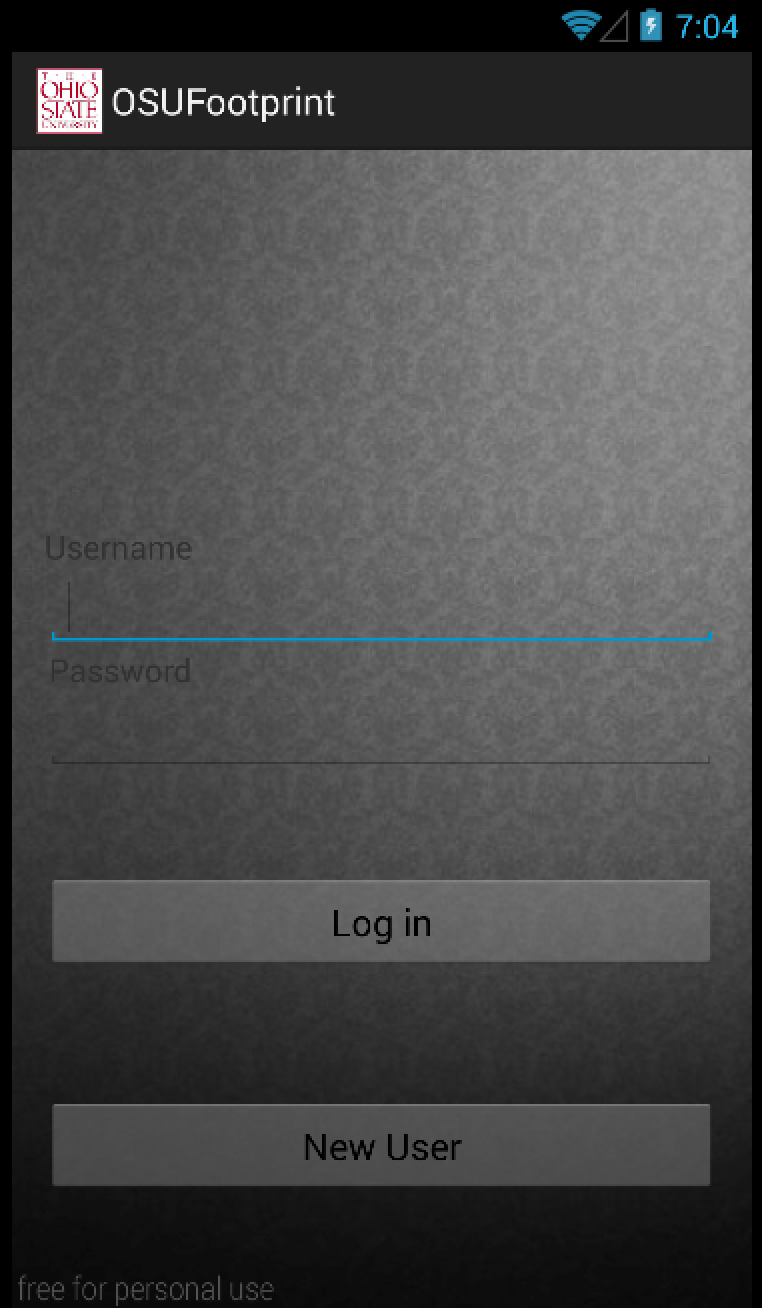 7:04
THE
OHIO
STATE
UNIVERSITY
OSUFootprint
Username
Password
Log in
New User
free for personal use